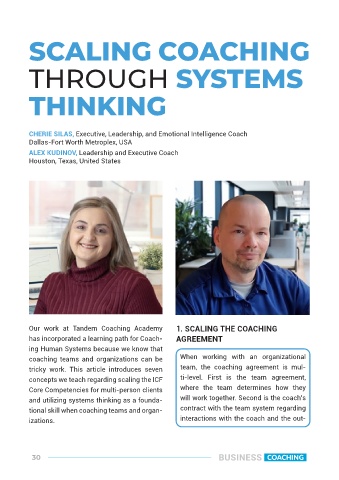 SCALING COACHING
THROUGH SYSTEMS
THINKING
CHERIE SILAS, Executive, Leadership, and Emotional Intelligence Coach
Dallas-Fort Worth Metroplex, USA
ALEX KUDINOV, Leadership and Executive Coach
Houston, Texas, United States
Our work at Tandem Coaching Academy
has incorporated a learning path for Coach-
ing Human Systems because we know that
coaching teams and organizations can be
tricky work. This article introduces seven
concepts we teach regarding scaling the ICF
Core Competencies for multi-person clients
and utilizing systems thinking as a founda-
tional skill when coaching teams and organ-
izations.
1. SCALING THE COACHING
AGREEMENT
When working with an organizational
team, the coaching agreement is mul-
ti-level. First is the team agreement,
where the team determines how they
will work together. Second is the coach's
contract with the team system regarding
interactions with the coach and the out-
30
BUSINESS COACHING